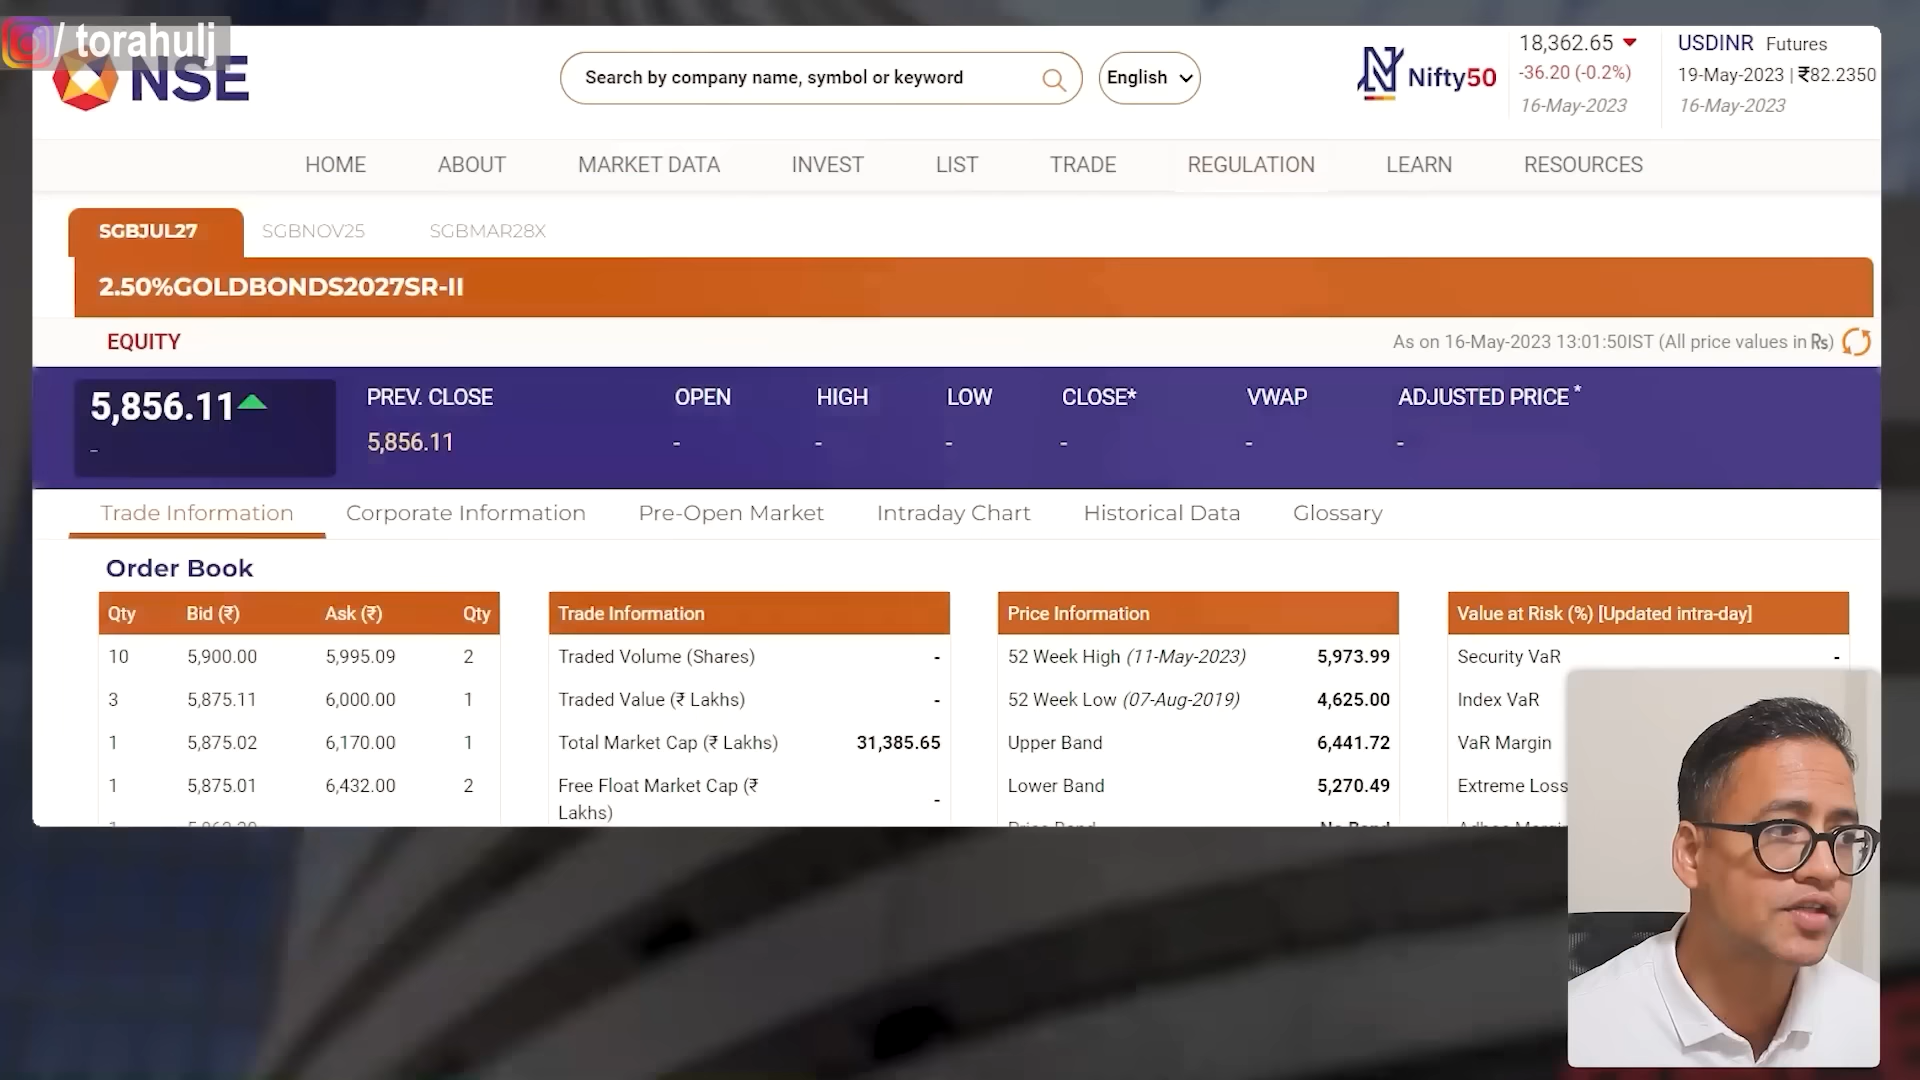 / torahulj
NSE
Search by company name, symbol or keyword
English
Nifty50
18,362.65
-36.20 (-0.2%)
16-May-2023
USDINR Futures
19-May-2023 | ₹82.2350
16-May-2023
HOME ABOUT MARKET DATA INVEST LIST TRADE REGULATION LEARN RESOURCES
SGBJUL27 SGBNOV25 SGBMAR28X
2.50%GOLDBONDS2027SR-II
EQUITY
As on 16-May-2023 13:01:50IST (All price values in Rs)
5,856.11
-
PREV. CLOSE OPEN HIGH LOW CLOSE* VWAP ADJUSTED PRICE *
5,856.11 - - - - - -
Trade Information Corporate Information Pre-Open Market Intraday Chart Historical Data Glossary
Order Book
Qty Bid (₹) Ask (₹) Qty
10 5,900.00 5,995.09 2
3 5,875.11 6,000.00 1
1 5,875.02 6,170.00 1
1 5,875.01 6,432.00 2
Trade Information
Traded Volume (Shares) -
Traded Value (₹ Lakhs) -
Total Market Cap (₹ Lakhs) 31,385.65
Free Float Market Cap (₹
Lakhs) -
Price Information
52 Week High (11-May-2023) 5,973.99
52 Week Low (07-Aug-2019) 4,625.00
Upper Band 6,441.72
Lower Band 5,270.49
Value at Risk (%) [Updated intra-day]
Security VaR -
Index VaR
VaR Margin
Extreme Loss